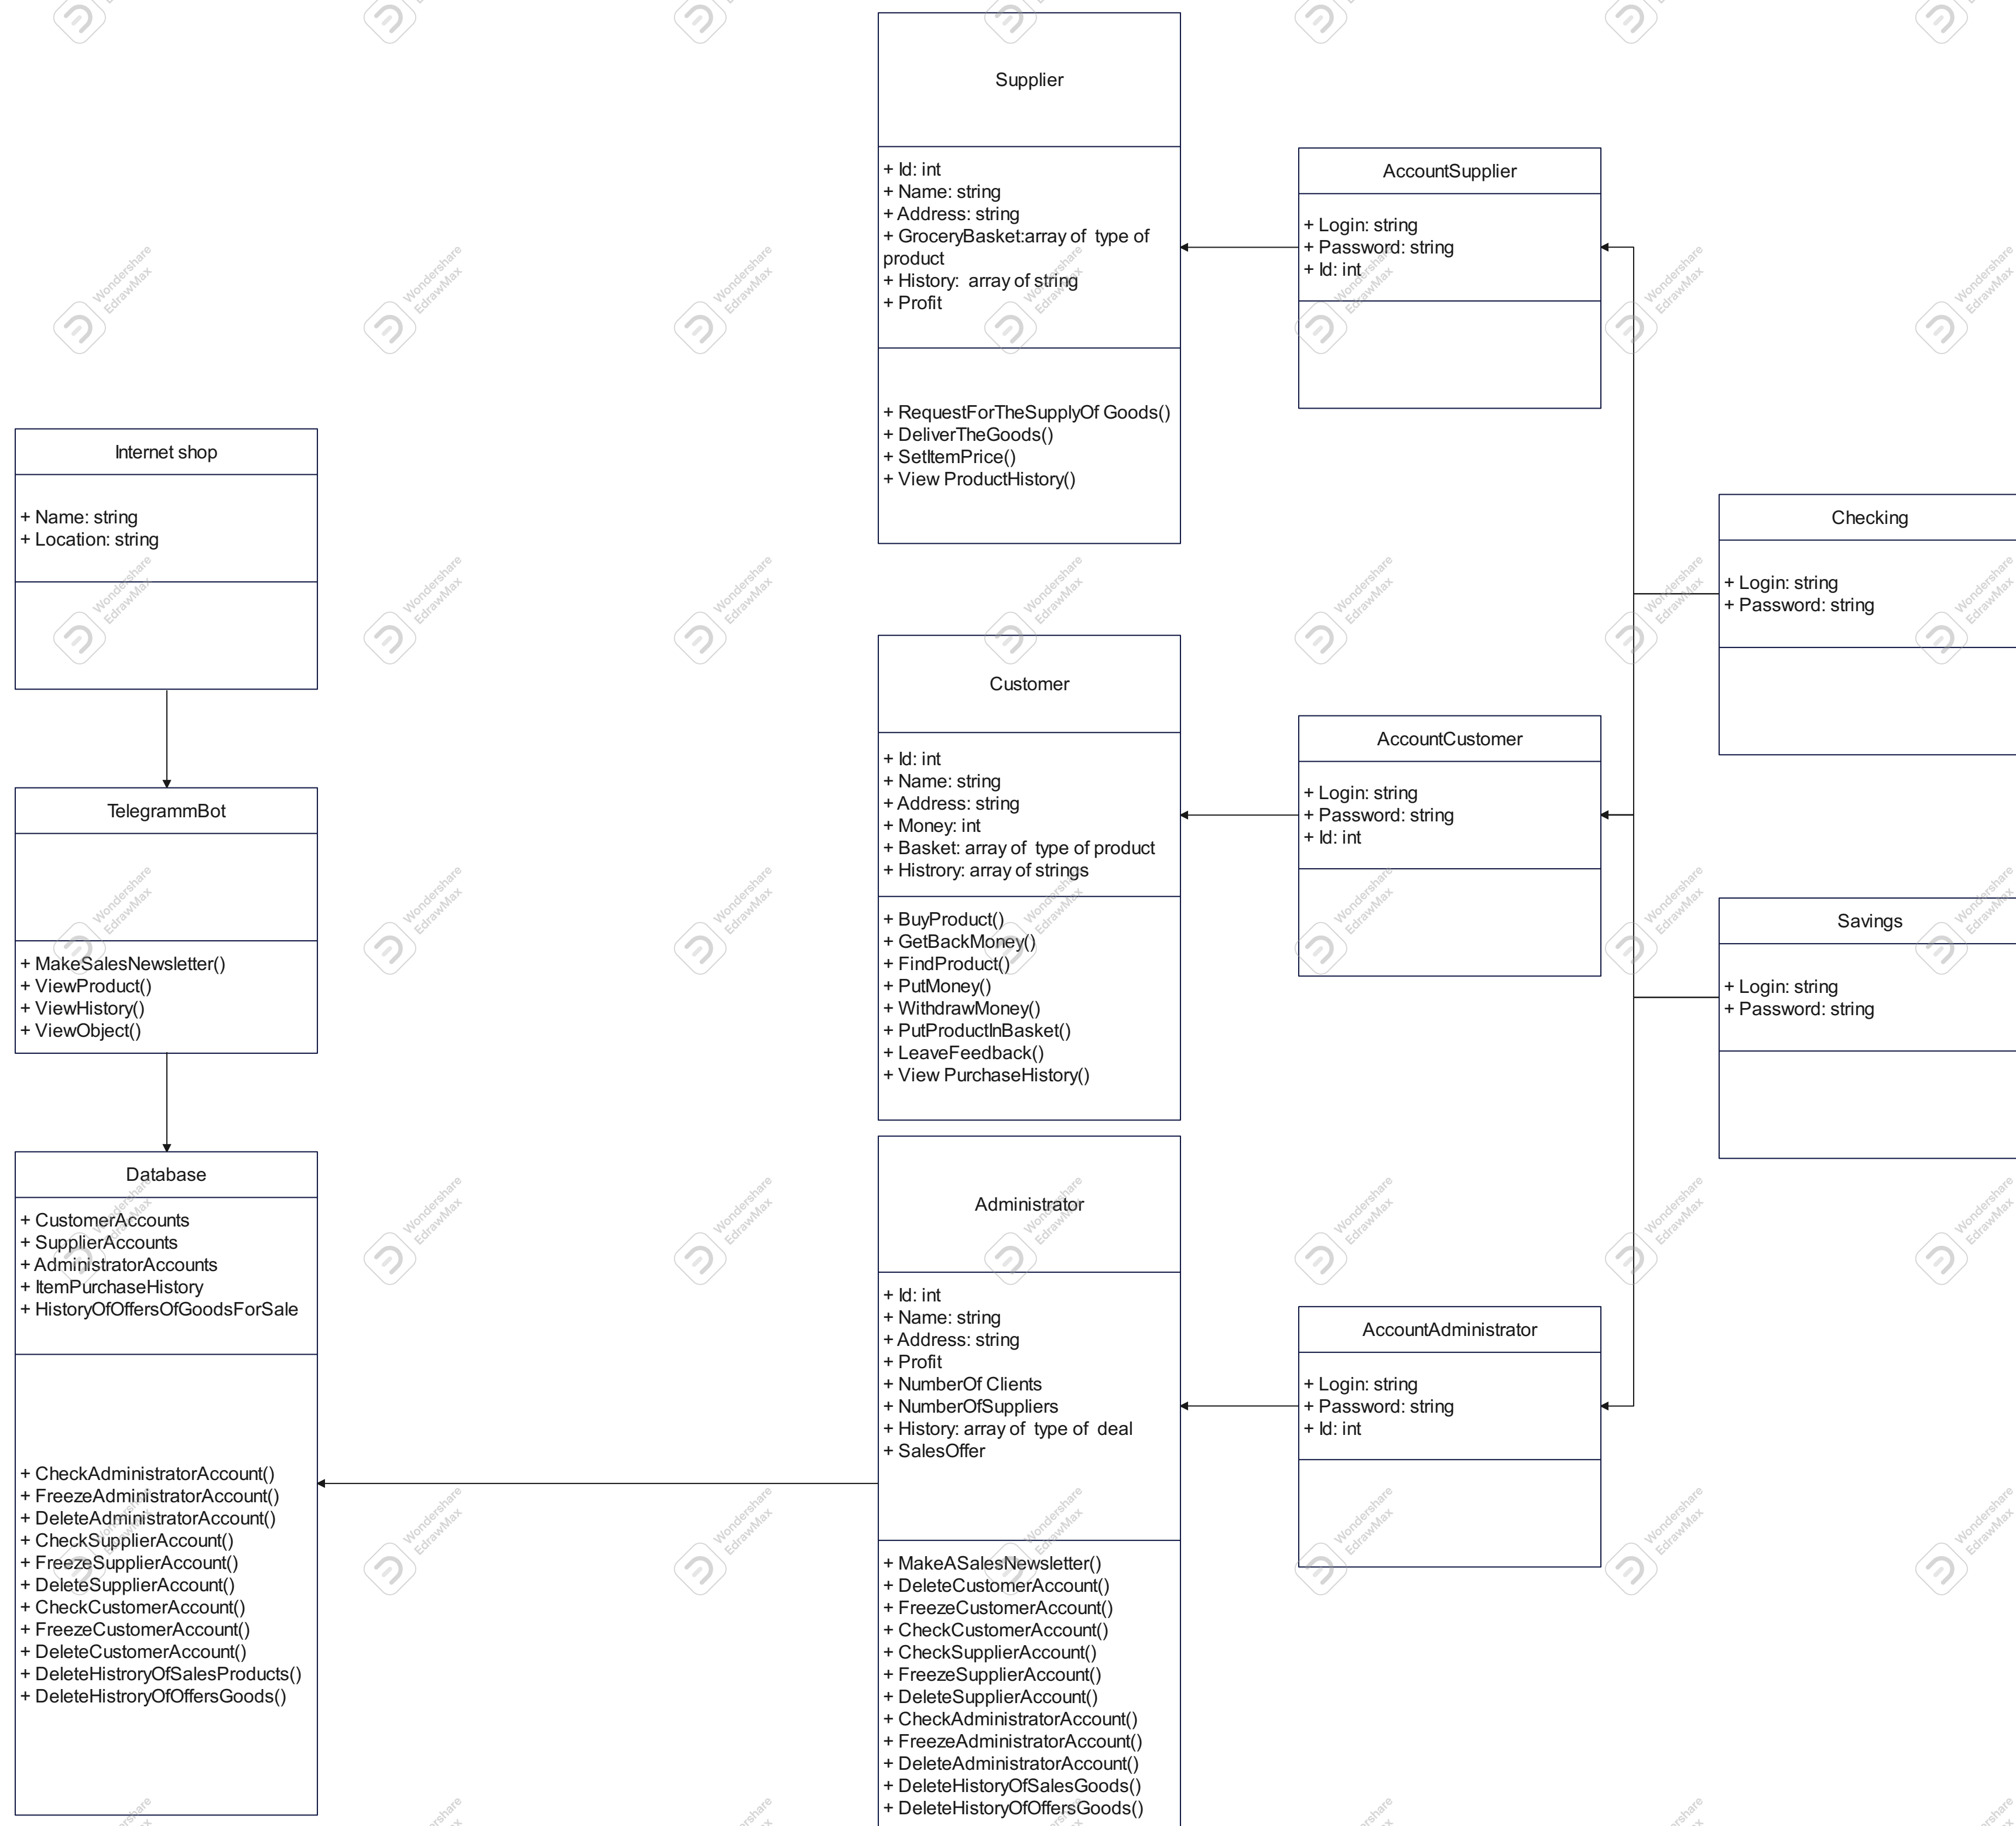 Supplier
+ Id: int
+ Name: string
+ Address: string
+ GroceryBasket:array of type of
product
+ History: array of string
+ Profit
+ RequestForTheSupplyOf Goods()
+ DeliverTheGoods()
+ SetItemPrice()
+ View ProductHistory()
AccountSupplier
+ Login: string
+ Password: string
+ Id: int
Internet shop
+ Name: string
+ Location: string
Checking
+ Login: string
+ Password: string
Customer
+ Id: int
+ Name: string
+ Address: string
+ Money: int
+ Basket: array of type of product
+ Histrory: array of strings
+ BuyProduct()
+ GetBackMoney()
+ FindProduct()
+ PutMoney()
+ WithdrawMoney()
+ PutProductInBasket()
+ LeaveFeedback()
+ View PurchaseHistory()
AccountCustomer
+ Login: string
+ Password: string
+ Id: int
TelegrammBot
+ MakeSalesNewsletter()
+ ViewProduct()
+ ViewHistory()
+ ViewObject()
Savings
+ Login: string
+ Password: string
Database
+ CustomerAccounts
+ SupplierAccounts
+ AdministratorAccounts
+ ItemPurchaseHistory
+ HistoryOfOffersOfGoodsForSale
+ CheckAdministratorAccount()
+ FreezeAdministratorAccount()
+ DeleteAdministratorAccount()
+ CheckSupplierAccount()
+ FreezeSupplierAccount()
+ DeleteSupplierAccount()
+ CheckCustomerAccount()
+ FreezeCustomerAccount()
+ DeleteCustomerAccount()
+ DeleteHistroryOfSalesProducts()
+ DeleteHistroryOfOffersGoods()
Administrator
+ Id: int
+ Name: string
+ Address: string
+ Profit
+ NumberOf Clients
+ NumberOfSuppliers
+ History: array of type of deal
+ SalesOffer
+ MakeASalesNewsletter()
+ DeleteCustomerAccount()
+ FreezeCustomerAccount()
+ CheckCustomerAccount()
+ CheckSupplierAccount()
+ FreezeSupplierAccount()
+ DeleteSupplierAccount()
+ CheckAdministratorAccount()
+ FreezeAdministratorAccount()
+ DeleteAdministratorAccount()
+ DeleteHistoryOfSalesGoods()
+ DeleteHistoryOfOffersGoods()
AccountAdministrator
+ Login: string
+ Password: string
+ Id: int
Wondershare
EdrawMax